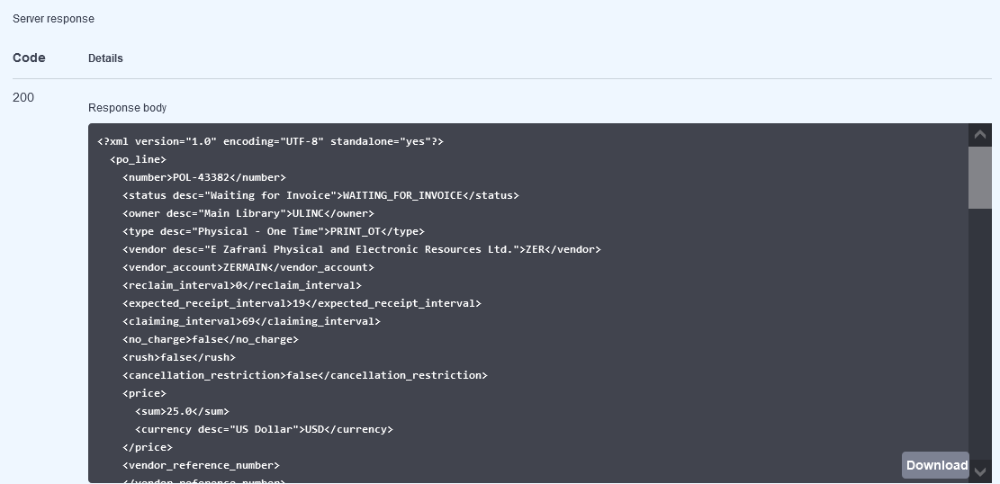 Server response
Code Details
200
Response body
<?xml version="1.0" encoding="UTF-8" standalone="yes"?>
<po_line>
<number>POL-43382</number>
<status desc="Waiting for Invoice">WAITING_FOR_INVOICE</status>
<owner desc="Main Library">ULINC</owner>
<type desc="Physical - One Time">PRINT_OT</type>
<vendor desc="E Zafrani Physical and Electronic Resources Ltd.">ZER</vendor>
<vendor_account>ZERMAIN</vendor_account>
<reclaim_interval>0</reclaim_interval>
<expected_receipt_interval>19</expected_receipt_interval>
<claiming_interval>69</claiming_interval>
<no_charge>false</no_charge>
<rush>false</rush>
<cancellation_restriction>false</cancellation_restriction>
<price>
<sum>25.0</sum>
<currency desc="US Dollar">USD</currency>
</price>
<vendor_reference_number>
</vendor_reference_number>
Download